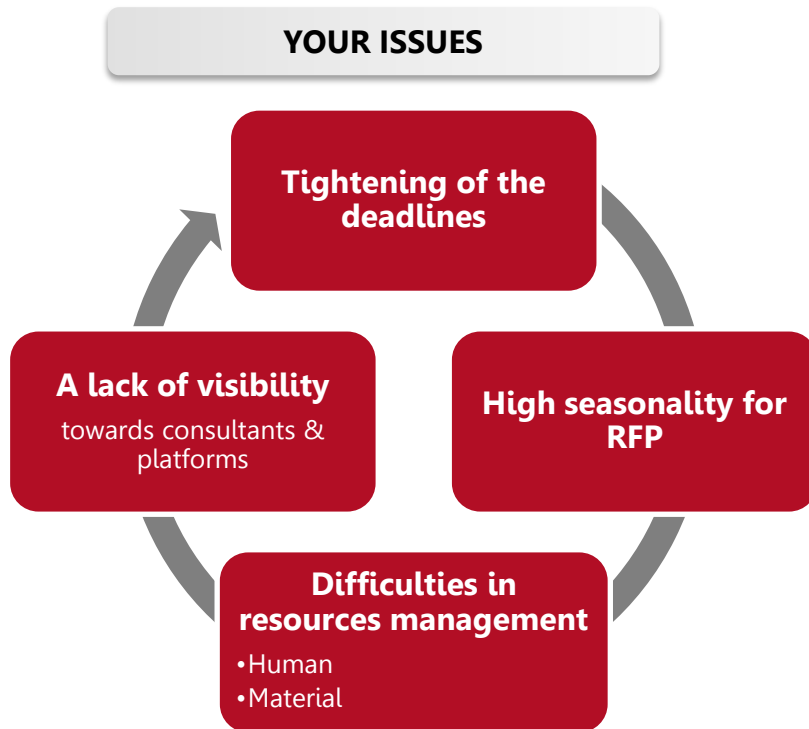 YOUR ISSUES
Tightening of the
deadlines
High seasonality for
RFP
Difficulties in
resources management
•Human
•Material
A lack of visibility
towards consultants &
platforms